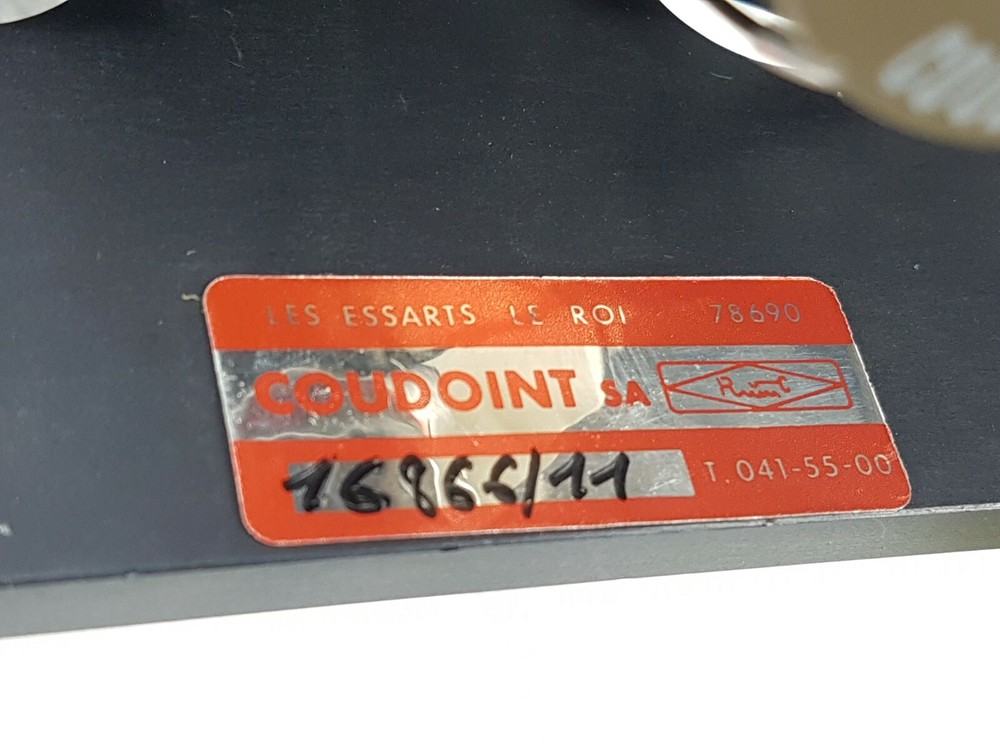 LES ESSARTS LE ROI 78690
COUDOINT SA
16866/11 T. 041-55-00